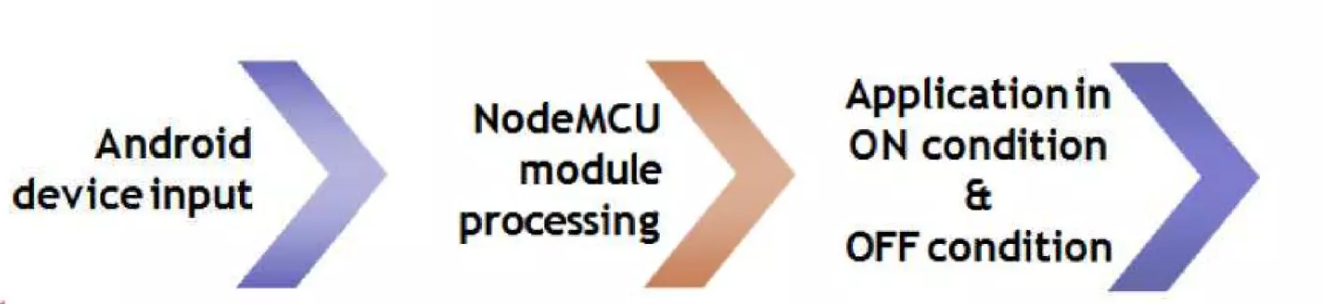 Android
device input
NodeMCU
module
processing
Application in
ON condition
&
OFF condition